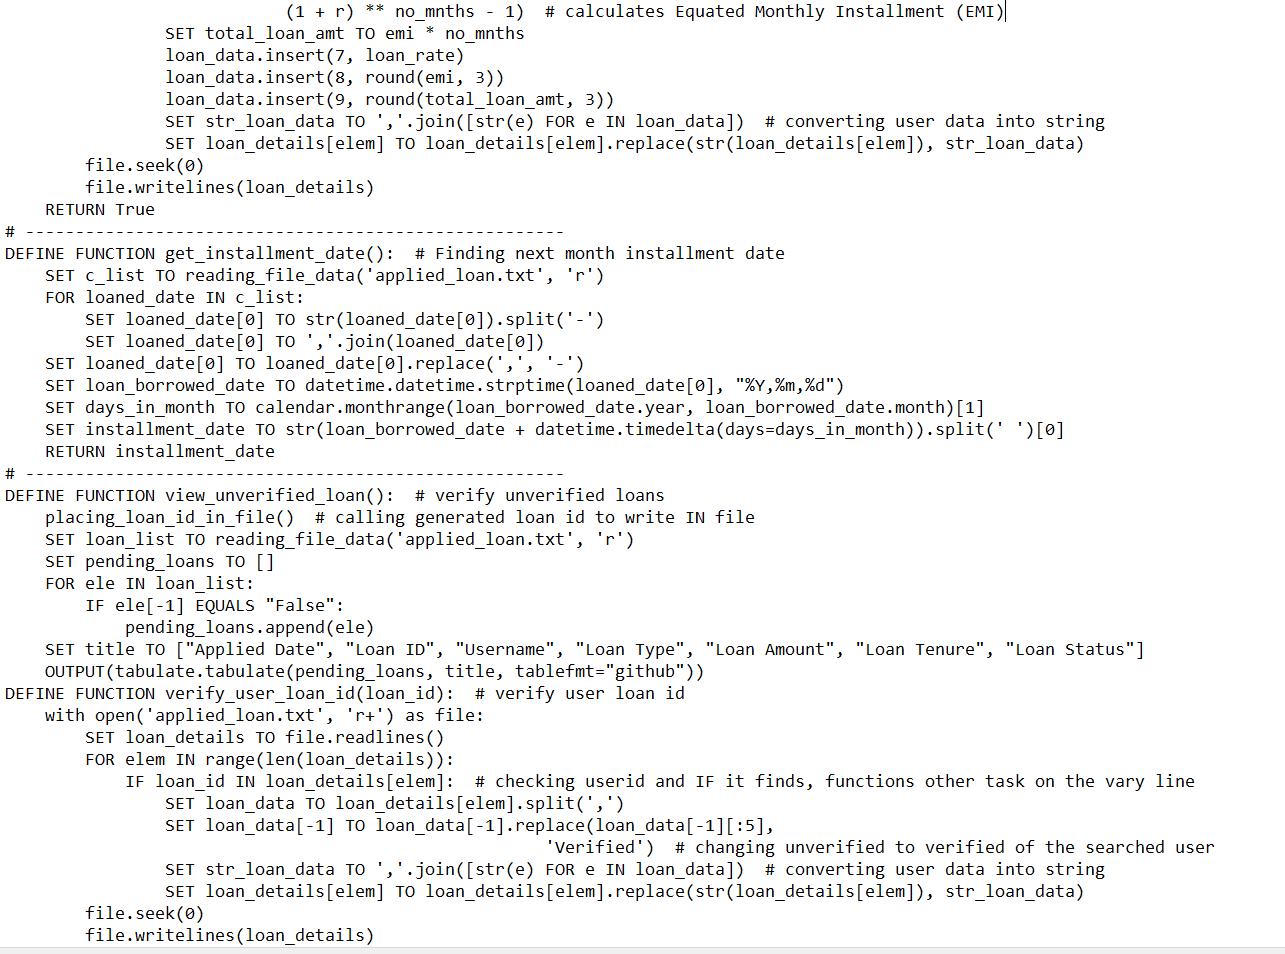 (1 + r) ** no_mnths - 1)  # calculates Equated Monthly Installment (EMI)
SET total_loan_amt TO emi * no_mnths
loan_data.insert(7, loan_rate)
loan_data.insert(8, round(emi, 3))
loan_data.insert(9, round(total_loan_amt, 3))
SET str_loan_data TO ','.join([str(e) FOR e IN loan_data])  # converting user data into string
SET loan_details[elem] TO loan_details[elem].replace(str(loan_details[elem]), str_loan_data)
file.seek(0)
file.writelines(loan_details)
RETURN True
# ------------------------------------------------------
DEFINE FUNCTION get_installment_date():  # Finding next month installment date
SET c_list TO reading_file_data('applied_loan.txt', 'r')
FOR loaned_date IN c_list:
SET loaned_date[0] TO str(loaned_date[0]).split('-')
SET loaned_date[0] TO ','.join(loaned_date[0])
SET loaned_date[0] TO loaned_date[0].replace(',', '-')
SET loan_borrowed_date TO datetime.datetime.strptime(loaned_date[0], "%Y,%m,%d")
SET days_in_month TO calendar.monthrange(loan_borrowed_date.year, loan_borrowed_date.month)[1]
SET installment_date TO str(loan_borrowed_date + datetime.timedelta(days=days_in_month)).split(' ')[0]
RETURN installment_date
# ------------------------------------------------------
DEFINE FUNCTION view_unverified_loan():  # verify unverified loans
placing_loan_id_in_file()  # calling generated loan id to write IN file
SET loan_list TO reading_file_data('applied_loan.txt', 'r')
SET pending_loans TO []
FOR ele IN loan_list:
IF ele[-1] EQUALS "False":
pending_loans.append(ele)
SET title TO ["Applied Date", "Loan ID", "Username", "Loan Type", "Loan Amount", "Loan Tenure", "Loan Status"]
OUTPUT(tabulate.tabulate(pending_loans, title, tablefmt="github"))
DEFINE FUNCTION verify_user_loan_id(loan_id):  # verify user loan id
with open('applied_loan.txt', 'r+') as file:
SET loan_details TO file.readlines()
FOR elem IN range(len(loan_details)):
IF loan_id IN loan_details[elem]:  # checking userid and IF it finds, functions other task on the vary line
SET loan_data TO loan_details[elem].split(',')
SET loan_data[-1] TO loan_data[-1].replace(loan_data[-1][:5],
'Verified')  # changing unverified to verified of the searched user
SET str_loan_data TO ','.join([str(e) FOR e IN loan_data])  # converting user data into string
SET loan_details[elem] TO loan_details[elem].replace(str(loan_details[elem]), str_loan_data)
file.seek(0)
file.writelines(loan_details)